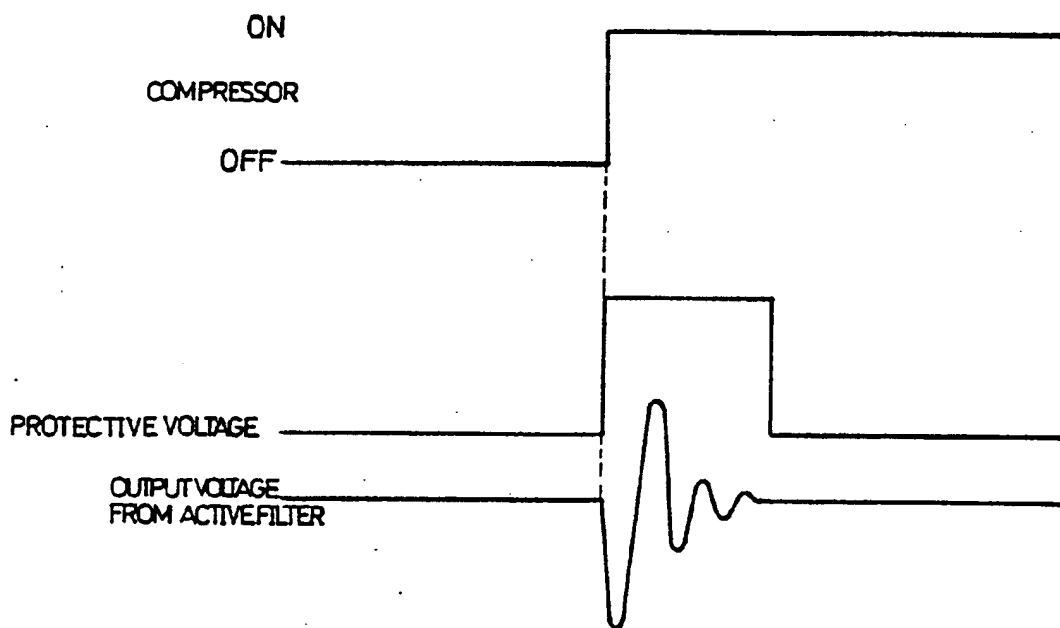 ON
COMPRESSOR
OFF
PROTECTIVE VOLTAGE
OUTPUT VOLTAGE
FROM ACTIVE FILTER